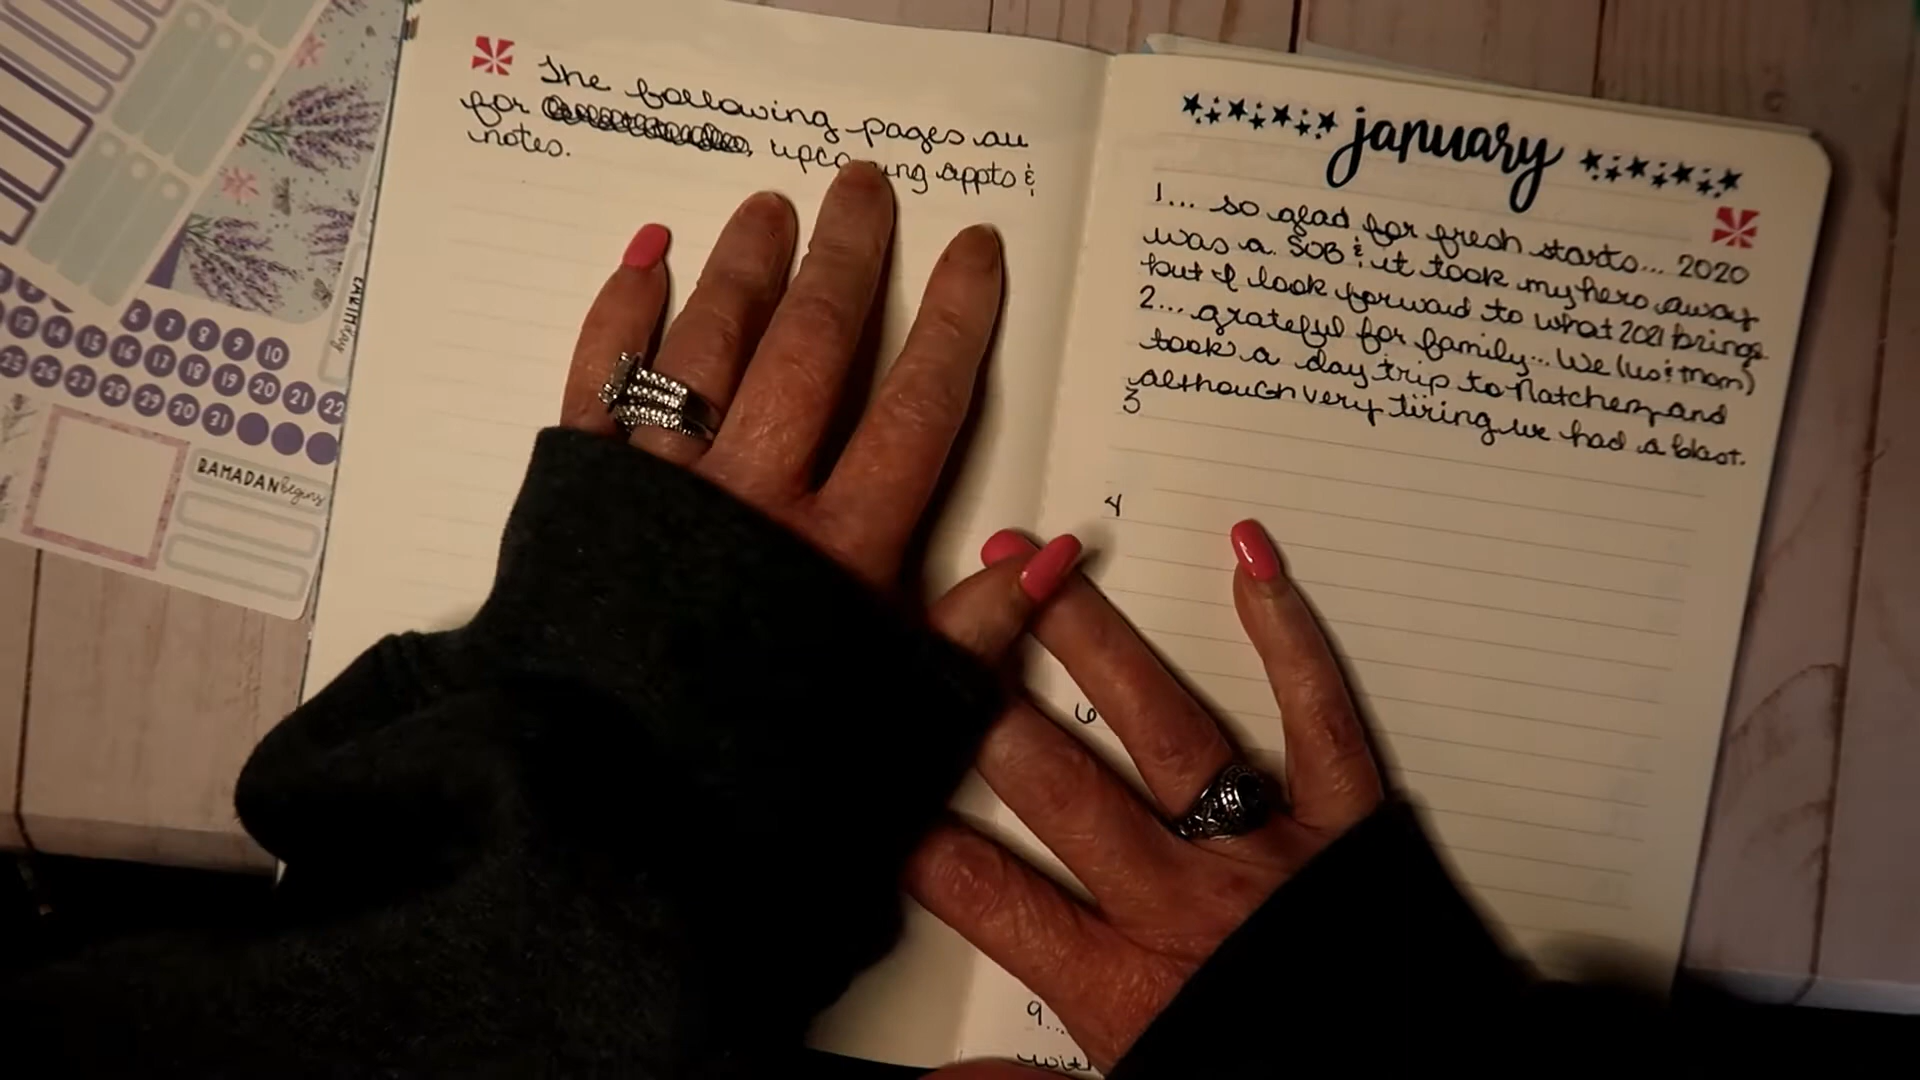 The following pages are
for upcoming appts &
notes.
january
1... so glad for fresh starts... 2020
was a SOB & it took my hero away
but I look forward to what 2021 brings
2... grateful for family... We (us & mom)
took a day trip to Natchez and
although very tiring we had a blast.
3
4
6
9...
with
6 7 8 9 10
13 14 15 16 17 18 19 20 21 22
25 26 27 28 29 30 31
RAMADAN begins